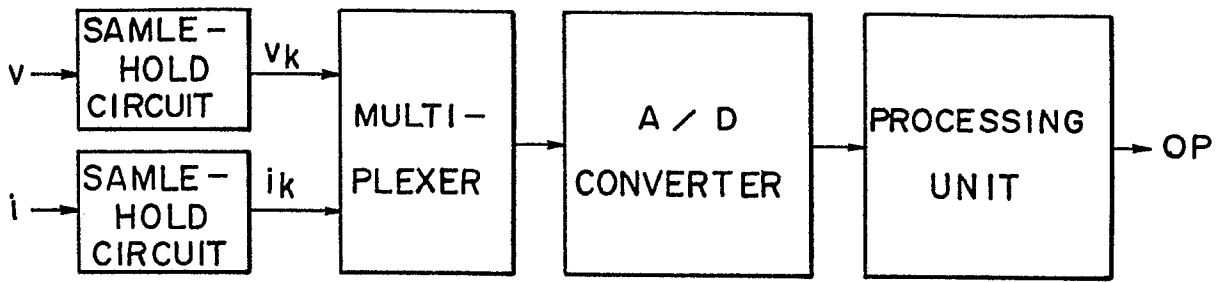 v
SAMLE-
HOLD
CIRCUIT
vk
i
SAMLE-
HOLD
CIRCUIT
ik
MULTI-
PLEXER
A / D
CONVERTER
PROCESSING
UNIT
OP